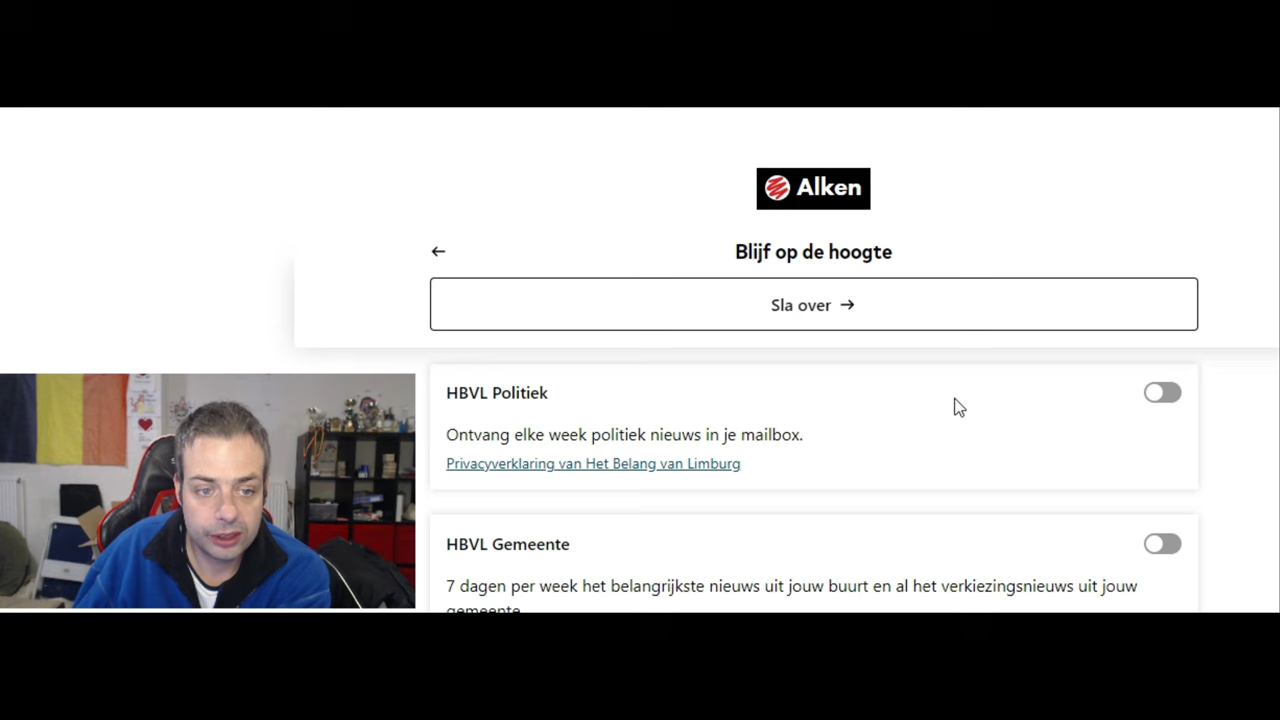 Alken
Blijf op de hoogte
Sla over
HBVL Politiek
Ontvang elke week politiek nieuws in je mailbox.
Privacyverklaring van Het Belang van Limburg
HBVL Gemeente
7 dagen per week het belangrijkste nieuws uit jouw buurt en al het verkiezingsnieuws uit jouw
gemeente